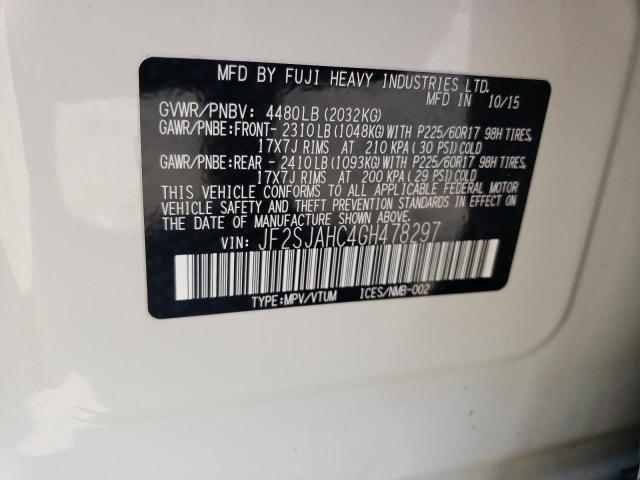 MFD BY FUJI HEAVY INDUSTRIES LTD.
MFD IN 10/15
GVWR/PNBV: 4480LB (2032KG)
GAWR/PNBE:FRONT- 2310LB (1048KG) WITH P225/60R17 98H TIRES,
17X7J RIMS AT 210 KPA ( 30 PSI) COLD
GAWR/PNBE:REAR - 2410LB (1093KG) WITH P225/60R17 98H TIRES,
17X7J RIMS AT 200 KPA ( 29 PSI) COLD
THIS VEHICLE CONFORMS TO ALL APPLICABLE FEDERAL MOTOR
VEHICLE SAFETY AND THEFT PREVENTION STANDARDS IN EFFECT ON
THE DATE OF MANUFACTURE SHOWN ABOVE.
VIN: JF2SJAHC4GH478297
TYPE:MPV/VTUM ICES/NMB-002